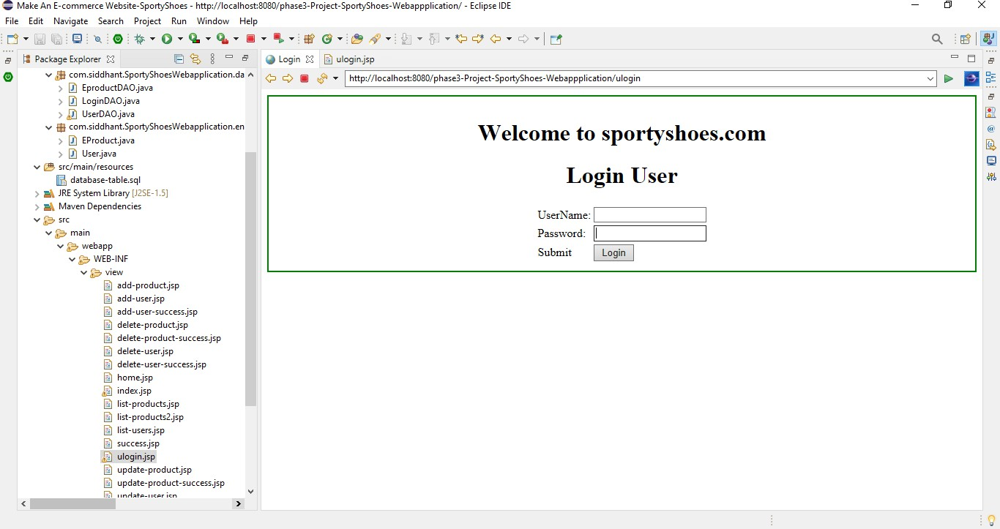 Make An E-commerce Website-SportyShoes - http://localhost:8080/phase3-Project-SportyShoes-Webappplication/ - Eclipse IDE
File Edit Navigate Search Project Run Window Help
Package Explorer
com.siddhant.SportyShoesWebapplication.da
EproductDAO.java
LoginDAO.java
UserDAO.java
com.siddhant.SportyShoesWebapplication.en
EProduct.java
User.java
src/main/resources
database-table.sql
JRE System Library [J2SE-1.5]
Maven Dependencies
src
main
webapp
WEB-INF
view
add-product.jsp
add-user.jsp
add-user-success.jsp
delete-product.jsp
delete-product-success.jsp
delete-user.jsp
delete-user-success.jsp
home.jsp
index.jsp
list-products.jsp
list-products2.jsp
list-users.jsp
success.jsp
ulogin.jsp
update-product.jsp
update-product-success.jsp
update-user.jsp
Login ulogin.jsp
http://localhost:8080/phase3-Project-SportyShoes-Webappplication/ulogin
Welcome to sportyshoes.com
Login User
UserName:
Password:
Submit Login